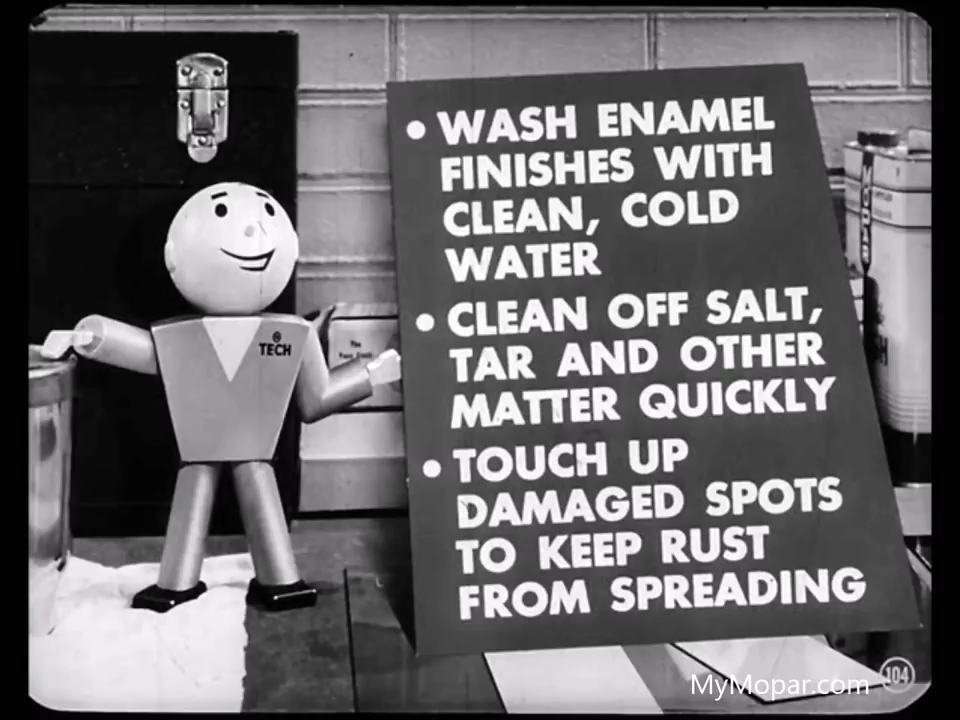 • WASH ENAMEL
FINISHES WITH
CLEAN, COLD
WATER
• CLEAN OFF SALT,
TAR AND OTHER
MATTER QUICKLY
• TOUCH UP
DAMAGED SPOTS
TO KEEP RUST
FROM SPREADING
TECH
The
MyMopar.com
104